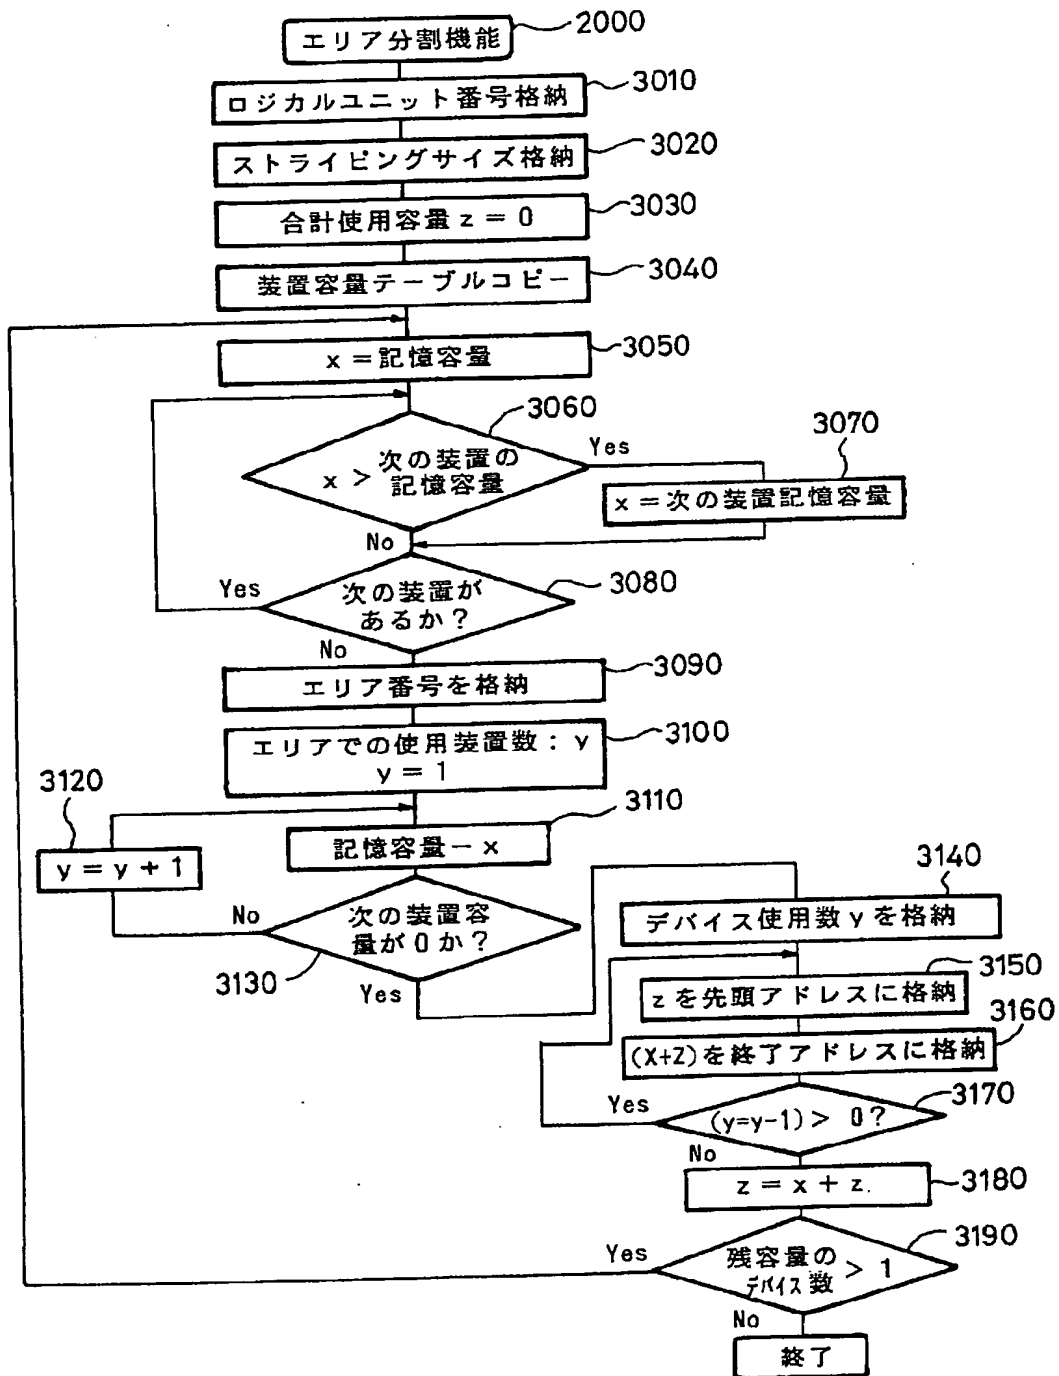 エリア分割機能
2000
ロジカルユニット番号格納
3010
ストライピングサイズ格納
3020
合計使用容量 z = 0
3030
装置容量テーブルコピー
3040
x = 記憶容量
3050
x > 次の装置の
記憶容量
3060
Yes
x = 次の装置記憶容量
3070
No
次の装置が
あるか？
3080
Yes
No
エリア番号を格納
3090
エリアでの使用装置数： y
y = 1
3100
記憶容量 － x
3110
y = y + 1
3120
次の装置容
量が 0 か？
3130
No
Yes
デバイス使用数 y を格納
3140
z を先頭アドレスに格納
3150
(X+Z)を終了アドレスに格納
3160
(y=y-1) > 0?
3170
Yes
No
z = x + z.
3180
残容量の
デバイス数 > 1
3190
Yes
No
終了